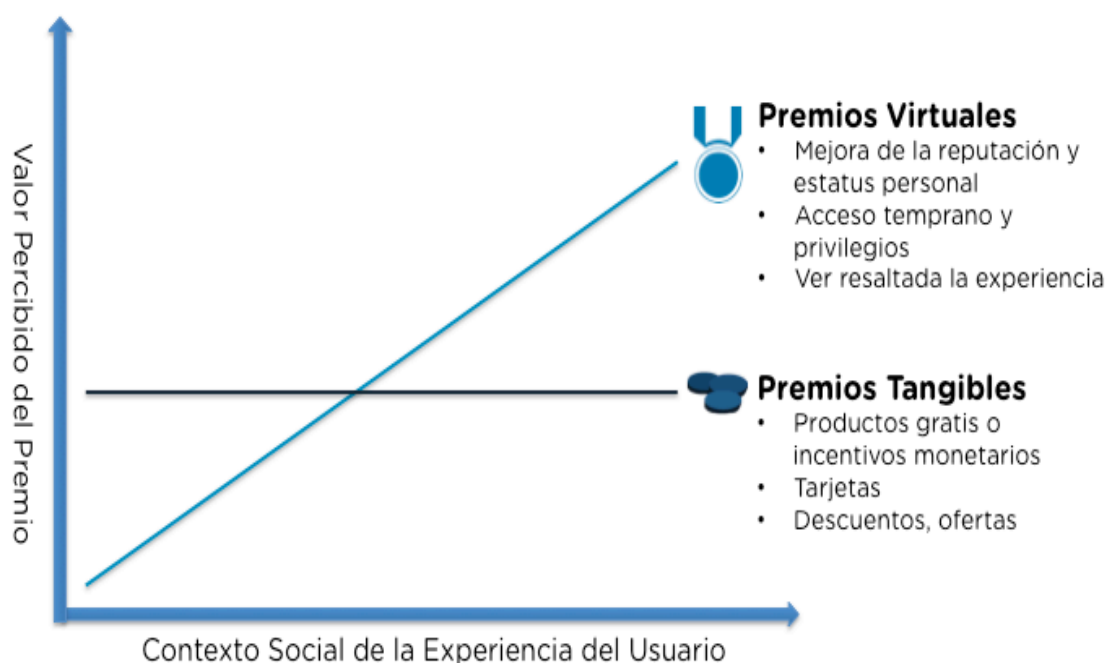 Valor Percibido del Premio
Premios Virtuales
• Mejora de la reputación y
estatus personal
• Acceso temprano y
privilegios
• Ver resaltada la experiencia
Premios Tangibles
• Productos gratis o
incentivos monetarios
• Tarjetas
• Descuentos, ofertas
Contexto Social de la Experiencia del Usuario